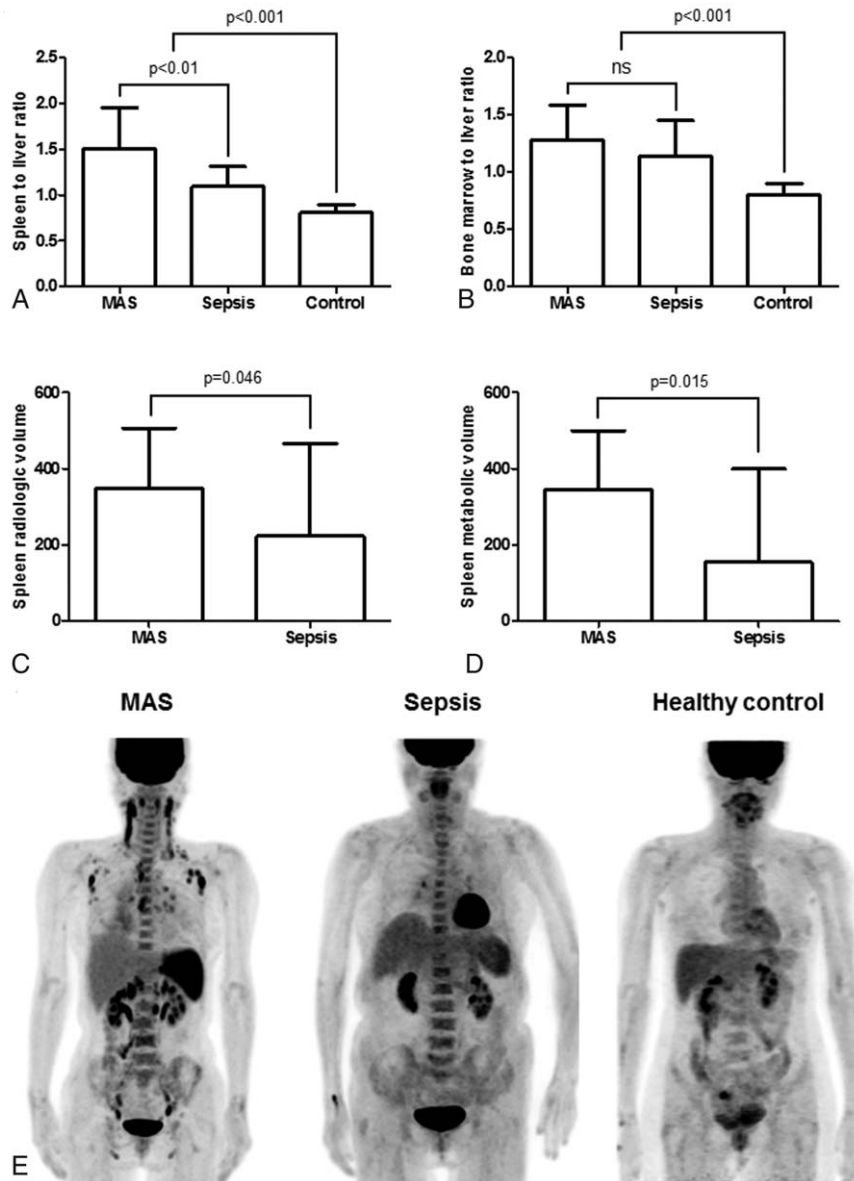 p<0.001
p<0.01
2.5
2.0
1.5
1.0
0.5
0.0
Spleen to liver ratio
MAS Sepsis Control
A
p<0.001
ns
2.0
1.5
1.0
0.5
0.0
Bone marrow to liver ratio
MAS Sepsis Control
B
p=0.046
600
400
200
0
Spleen radiologic volume
MAS Sepsis
C
p=0.015
600
400
200
0
Spleen metabolic volume
MAS Sepsis
D
MAS Sepsis Healthy control
E